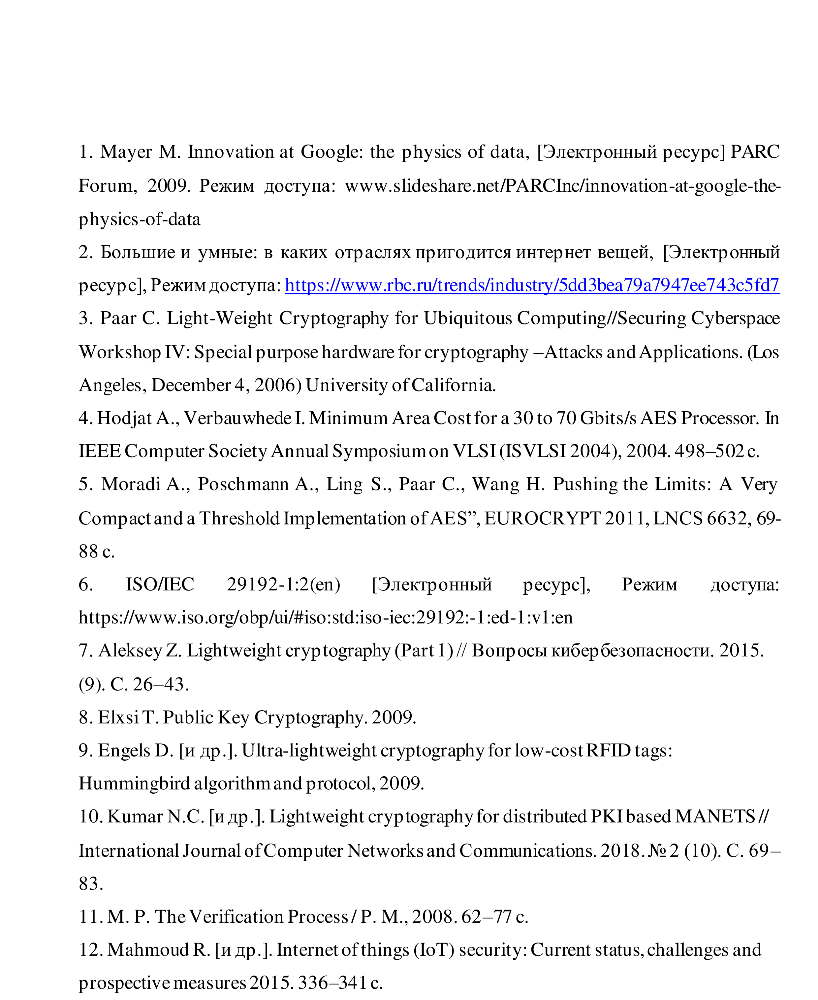 1. Mayer M. Innovation at Google: the physics of data, [Электронный ресурс] PARC
Forum, 2009. Режим доступа: www.slideshare.net/PARCInc/innovation-at-google-the-
physics-of-data
2. Большие и умные: в каких отраслях пригодится интернет вещей, [Электронный
ресурс], Режим доступа: https://www.rbc.ru/trends/industry/5dd3bea79a7947ee743c5fd7
3. Paar C. Light-Weight Cryptography for Ubiquitous Computing//Securing Cyberspace
Workshop IV: Special purpose hardware for cryptography –Attacks and Applications. (Los
Angeles, December 4, 2006) University of California.
4. Hodjat A., Verbauwhede I. Minimum Area Cost for a 30 to 70 Gbits/s AES Processor. In
IEEE Computer Society Annual Symposium on VLSI (ISVLSI 2004), 2004. 498–502 c.
5. Moradi A., Poschmann A., Ling S., Paar C., Wang H. Pushing the Limits: A Very
Compact and a Threshold Implementation of AES”, EUROCRYPT 2011, LNCS 6632, 69-
88 c.
6. ISO/IEC 29192-1:2(en) [Электронный ресурс], Режим доступа:
https://www.iso.org/obp/ui/#iso:std:iso-iec:29192:-1:ed-1:v1:en
7. Aleksey Z. Lightweight cryptography (Part 1) // Вопросы кибербезопасности. 2015.
(9). С. 26–43.
8. Elxsi T. Public Key Cryptography. 2009.
9. Engels D. [и др.]. Ultra-lightweight cryptography for low-cost RFID tags:
Hummingbird algorithm and protocol, 2009.
10. Kumar N.C. [и др.]. Lightweight cryptography for distributed PKI based MANETS //
International Journal of Computer Networks and Communications. 2018. № 2 (10). С. 69–
83.
11. M. P. The Verification Process / P. M., 2008. 62–77 c.
12. Mahmoud R. [и др.]. Internet of things (IoT) security: Current status, challenges and
prospective measures 2015. 336–341 c.